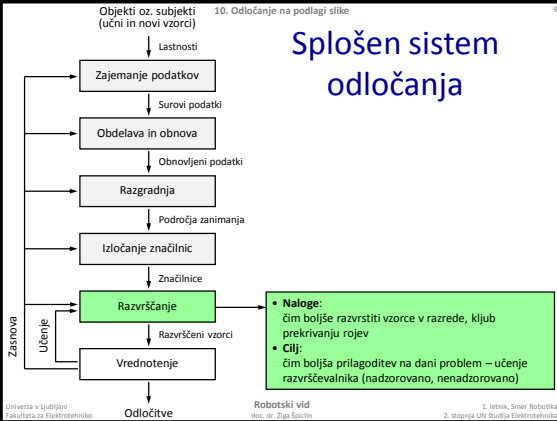 10. Odločanje na podlagi slike
9
Splošen sistem
odločanja
Objekti oz. subjekti
(učni in novi vzorci)
Lastnosti
Zajemanje podatkov
Surovi podatki
Obdelava in obnova
Obnovljeni podatki
Razgradnja
Področja zanimanja
Izločanje značilnic
Značilnice
Razvrščanje
Razvrščeni vzorci
Vrednotenje
Odločitve
Zasnova
Učenje
• Naloge:
čim boljše razvrstiti vzorce v razrede, kljub
prekrivanju rojev
• Cilj:
čim boljša prilagoditev na dani problem – učenje
razvrščevalnika (nadzorovano, nenadzorovano)
Univerza v Ljubljani
Fakulteta za Elektrotehniko
Robotski vid
doc. dr. Žiga Špiclin
1. letnik, Smer Robotika
2. stopnja UN študija Elektrotehnika